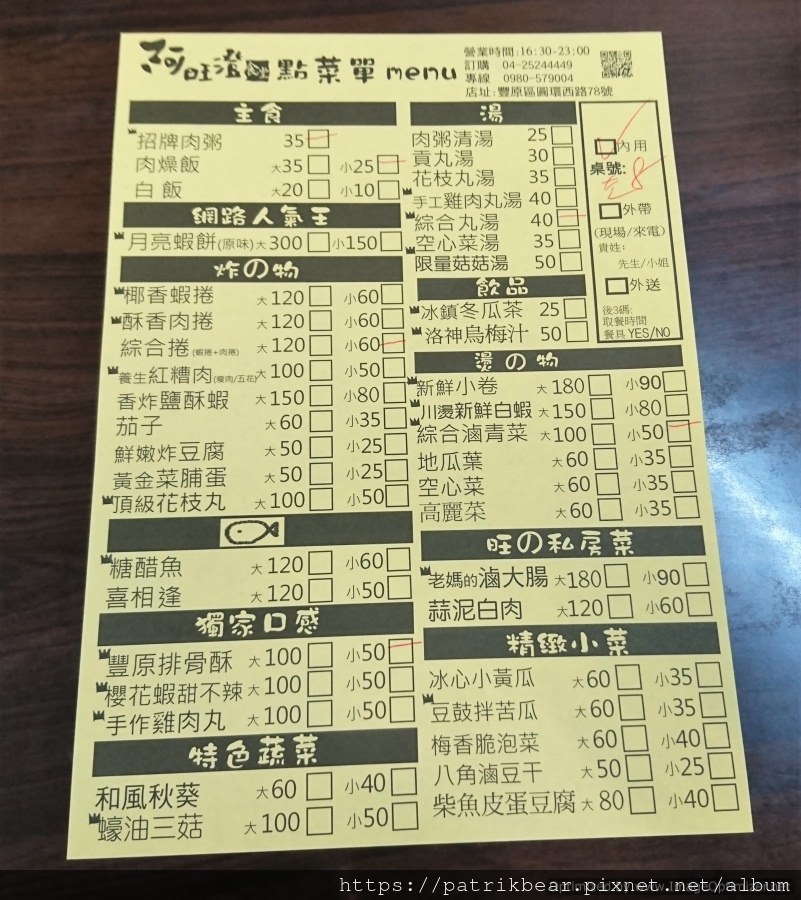 阿旺澄 點菜單 menu
營業時間:16:30-23:00
訂購 04-25244449
專線 0980-579004
店址:豐原區圓環西路78號
主食
招牌肉粥 35
肉燥飯 大35 小25
白飯 大20 小10
網路人氣王
月亮蝦餅(原味) 大300 小150
炸の物
椰香蝦捲 大120 小60
酥香肉捲 大120 小60
綜合捲(蝦捲+肉捲) 大120 小60
養生紅糟肉(瘦肉/五花) 大100 小50
香炸鹽酥蝦 大150 小80
茄子 大60 小35
鮮嫩炸豆腐 大50 小25
黃金菜脯蛋 大50 小25
頂級花枝丸 大100 小50
糖醋魚 大120 小60
喜相逢 大120 小50
獨家口感
豐原排骨酥 大100 小50
櫻花蝦甜不辣 大100 小50
手作雞肉丸 大100 小50
特色蔬菜
和風秋葵 大60 小40
蠔油三菇 大100 小50
湯
肉粥清湯 25
貢丸湯 30
花枝丸湯 35
手工雞肉丸湯 40
綜合丸湯 40
空心菜湯 35
限量菇菇湯 50
飲品
冰鎮冬瓜茶 25
洛神烏梅汁 50
燙の物
新鮮小卷 大180 小90
川燙新鮮白蝦 大150 小80
綜合滷青菜 大100 小50
地瓜葉 大60 小35
空心菜 大60 小35
高麗菜 大60 小35
旺の私房菜
老媽的滷大腸 大180 小90
蒜泥白肉 大120 小60
精緻小菜
冰心小黃瓜 大60 小35
豆鼓拌苦瓜 大60 小35
梅香脆泡菜 大60 小40
八角滷豆干 大50 小25
柴魚皮蛋豆腐 大80 小40
內用
桌號: 8
外帶
(現場/來電)
貴姓:
先生/小姐
外送
後3碼:
取餐時間
餐具YES/NO
https://patrikbear.pixnet.net/album